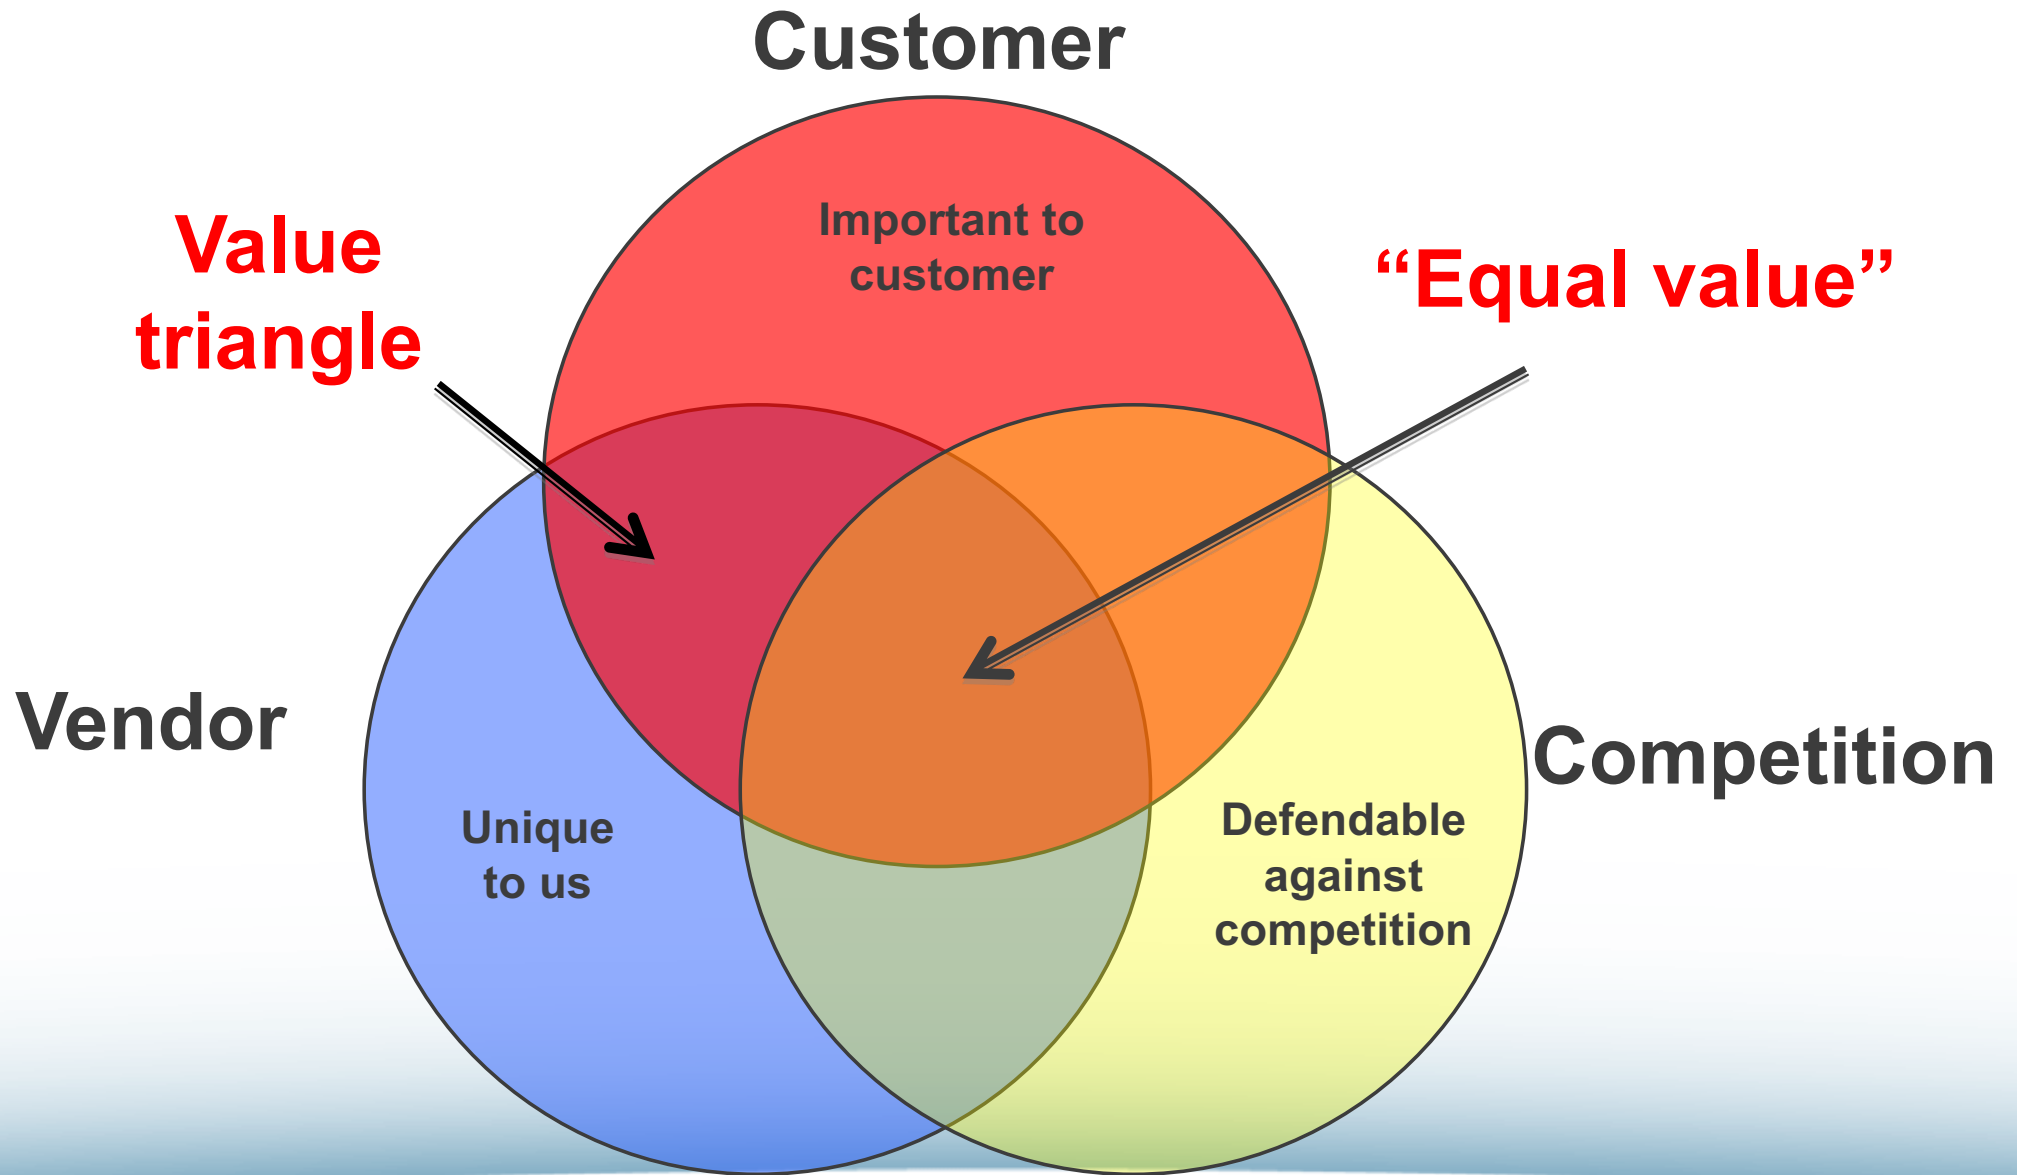 Customer
Important to
customer
Value
triangle
“Equal value”
Vendor
Competition
Unique
to us
Defendable
against
competition